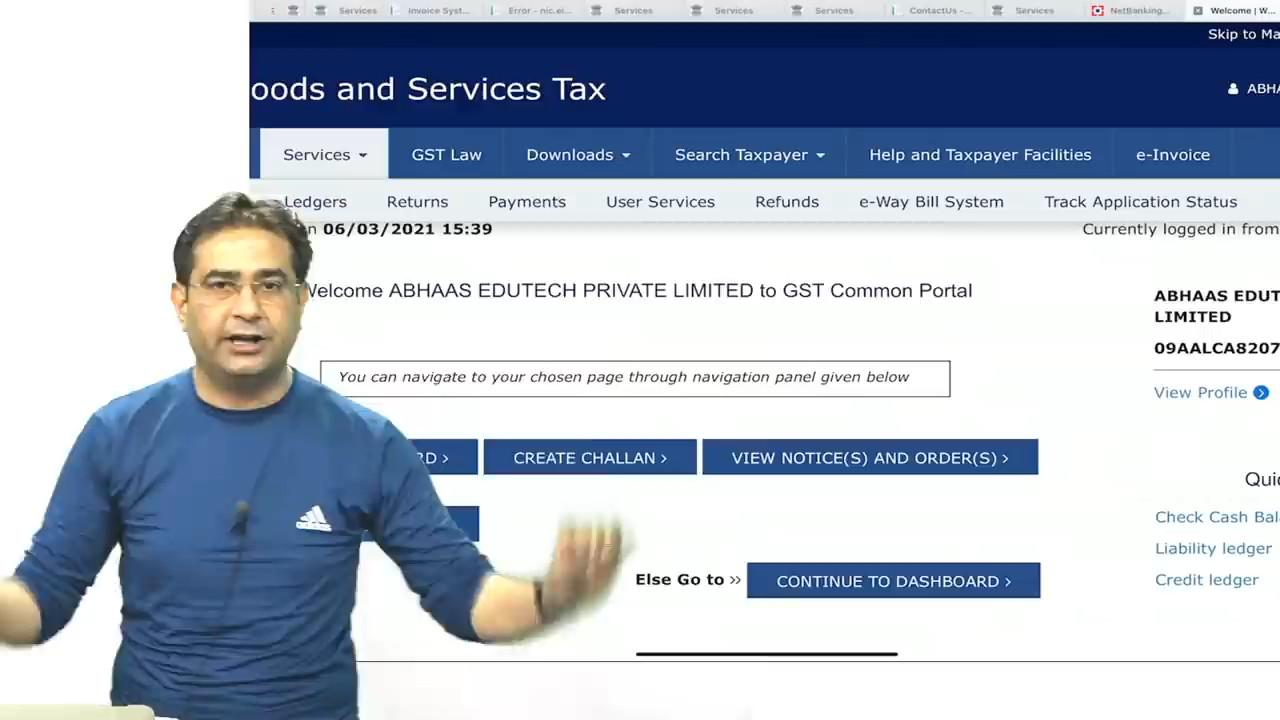 Services
Invoice Syst...
Error - nic.ei...
Services
Services
Services
ContactUs -...
Services
NetBanking...
Welcome | W...
Skip to Ma
oods and Services Tax
ABHA
Services
GST Law
Downloads
Search Taxpayer
Help and Taxpayer Facilities
e-Invoice
Ledgers
Returns
Payments
User Services
Refunds
e-Way Bill System
Track Application Status
n 06/03/2021 15:39
Currently logged in from
Welcome ABHAAS EDUTECH PRIVATE LIMITED to GST Common Portal
ABHAAS EDUT
LIMITED
09AALCA8207
You can navigate to your chosen page through navigation panel given below
View Profile
RD >
CREATE CHALLAN >
VIEW NOTICE(S) AND ORDER(S) >
Quic
Check Cash Bal
Liability ledger
Credit ledger
Else Go to >>
CONTINUE TO DASHBOARD >
adidas